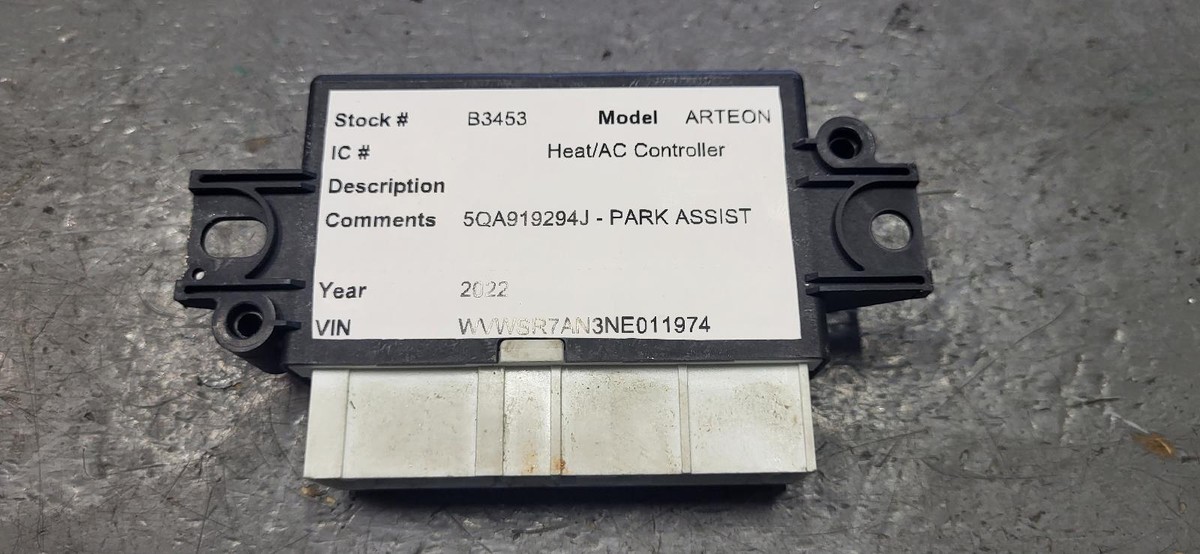 Stock # B3453 Model ARTEON
IC # Heat/AC Controller
Description
Comments 5QA919294J - PARK ASSIST
Year 2022
VIN WVWSR7AN3NE011974